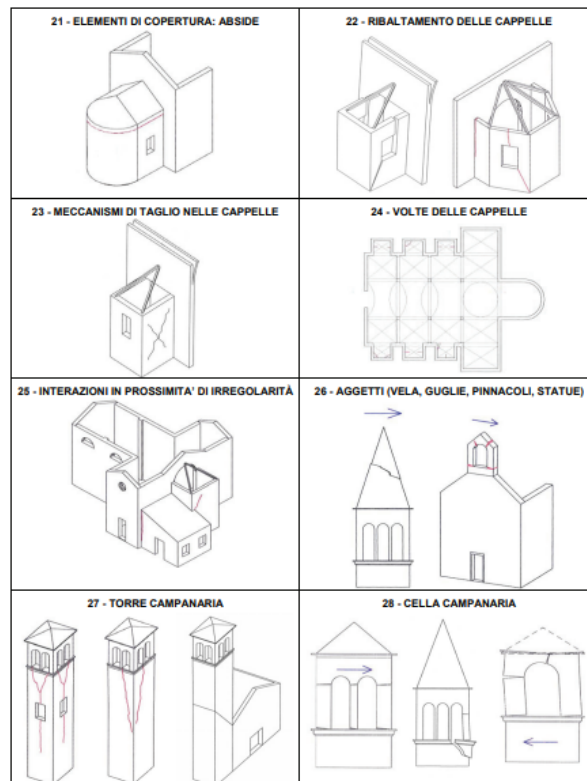 21 - ELEMENTI DI COPERTURA: ABSIDE
22 - RIBALTAMENTO DELLE CAPPELLE
23 - MECCANISMI DI TAGLIO NELLE CAPPELLE
24 - VOLTE DELLE CAPPELLE
25 - INTERAZIONI IN PROSSIMITA' DI IRREGOLARITÀ
26 - AGGETTI (VELA, GUGLIE, PINNACOLI, STATUE)
27 - TORRE CAMPANARIA
28 - CELLA CAMPANARIA